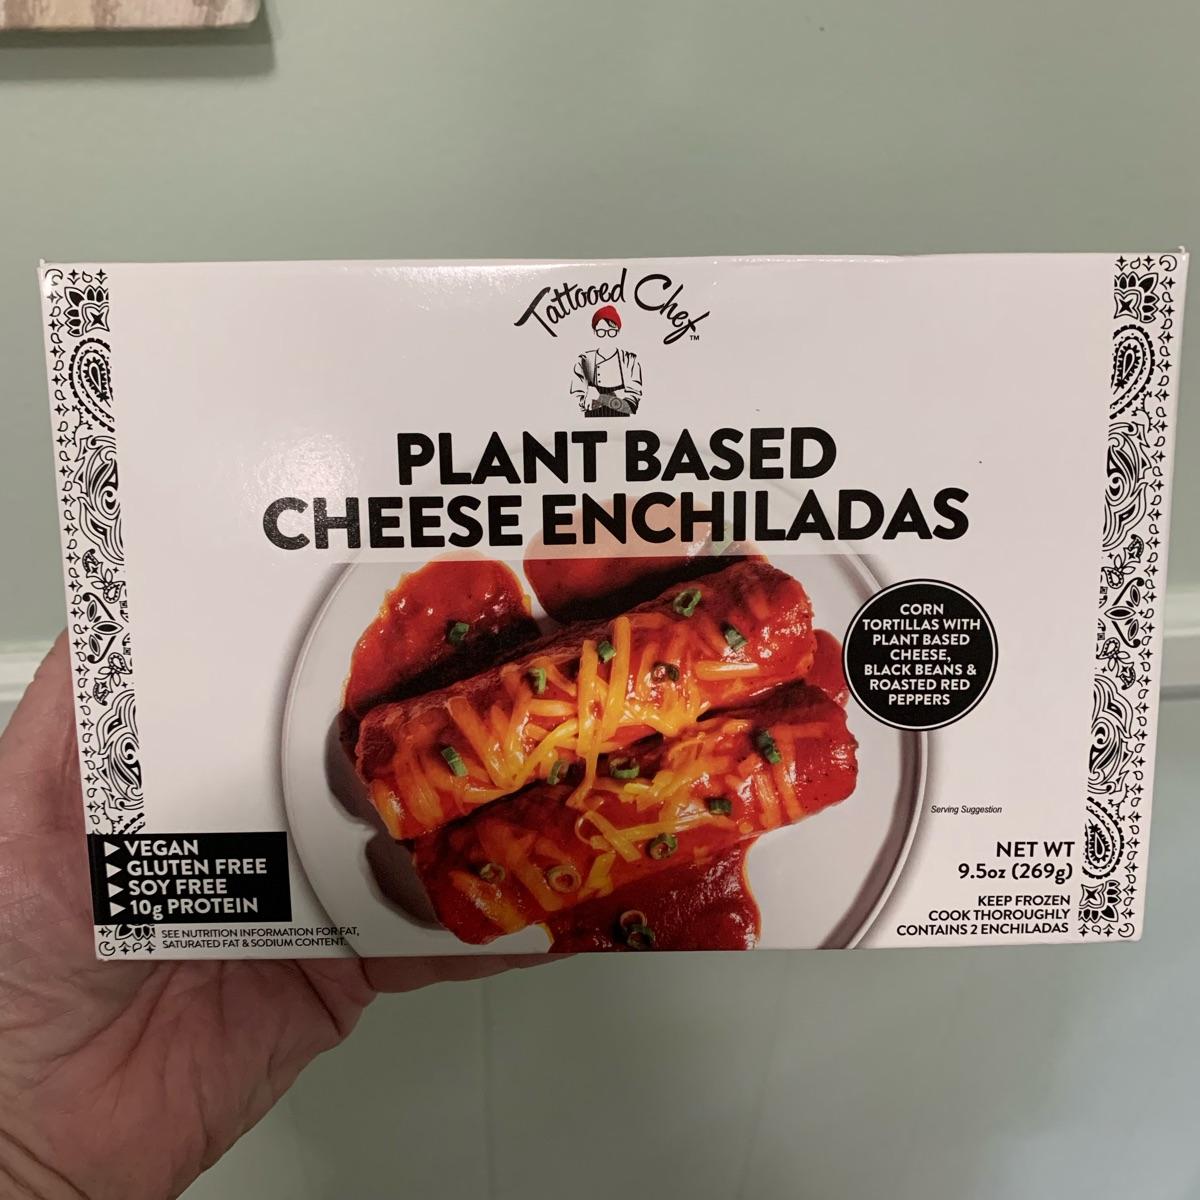 Tattooed Chef™
PLANT BASED
CHEESE ENCHILADAS
CORN
TORTILLAS WITH
PLANT BASED
CHEESE,
BLACK BEANS &
ROASTED RED
PEPPERS
Serving Suggestion
▶ VEGAN
▶ GLUTEN FREE
▶ SOY FREE
▶ 10g PROTEIN
SEE NUTRITION INFORMATION FOR FAT,
SATURATED FAT & SODIUM CONTENT.
NET WT
9.5oz (269g)
KEEP FROZEN
COOK THOROUGHLY
CONTAINS 2 ENCHILADAS